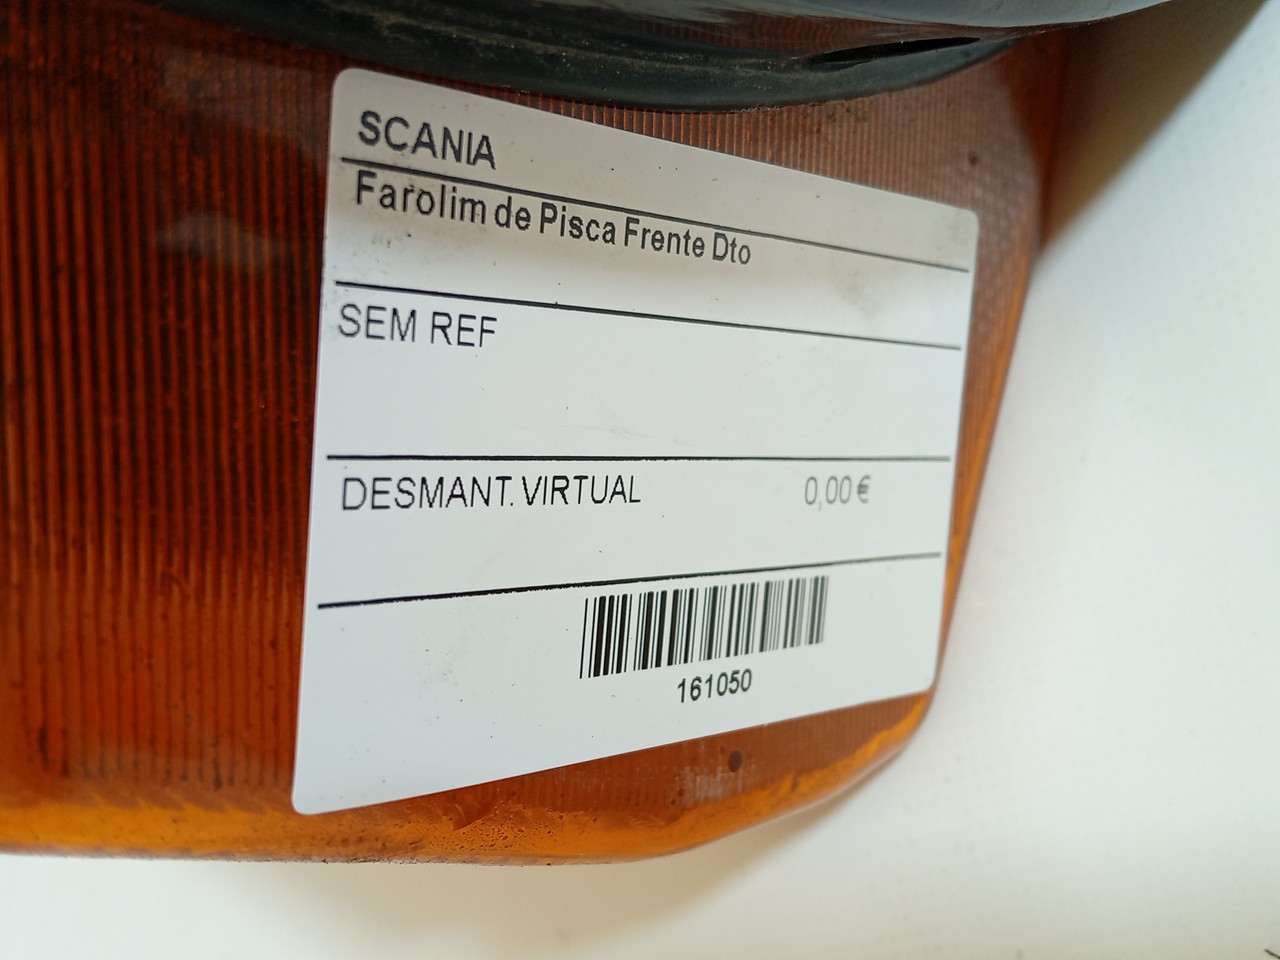 SCANIA
Farolim de Pisca Frente Dto
SEM REF
DESMANT. VIRTUAL 0,00 €
161050